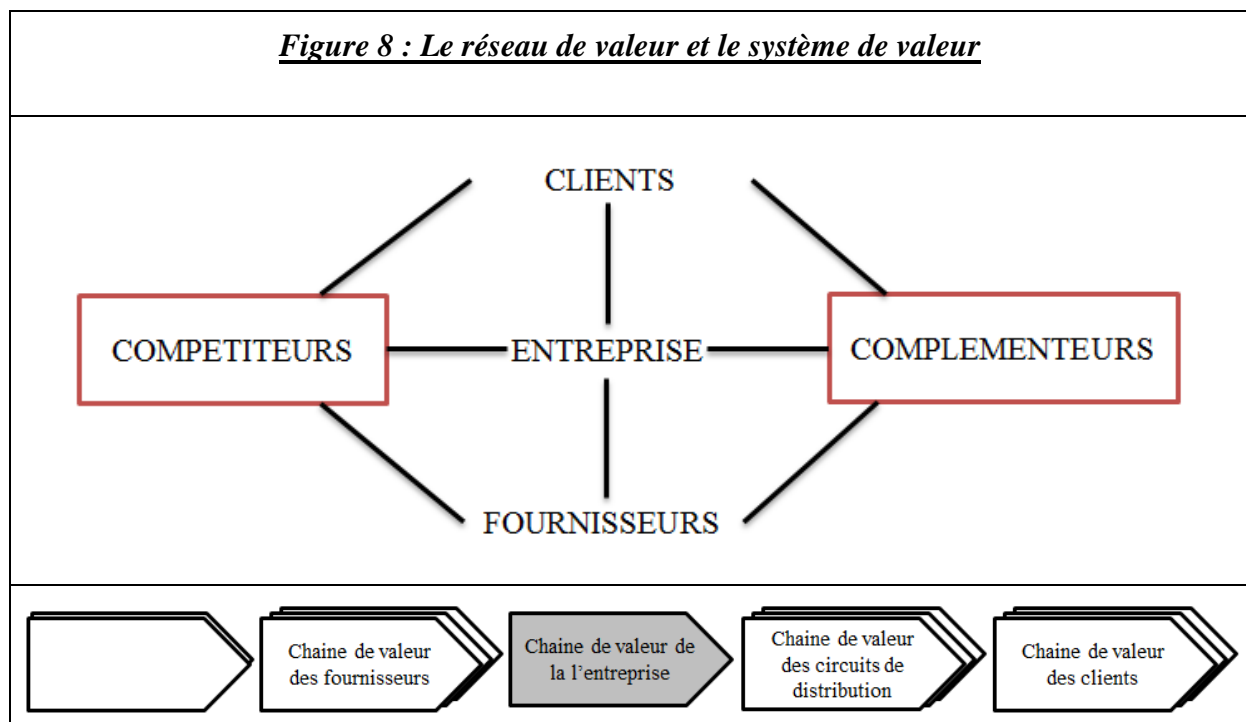 Figure 8 : Le réseau de valeur et le système de valeur
CLIENTS
COMPETITEURS
ENTREPRISE
COMPLEMENTEURS
FOURNISSEURS
Chaine de valeur
des fournisseurs
Chaine de valeur de
la l'entreprise
Chaine de valeur
des circuits de
distribution
Chaine de valeur
des clients